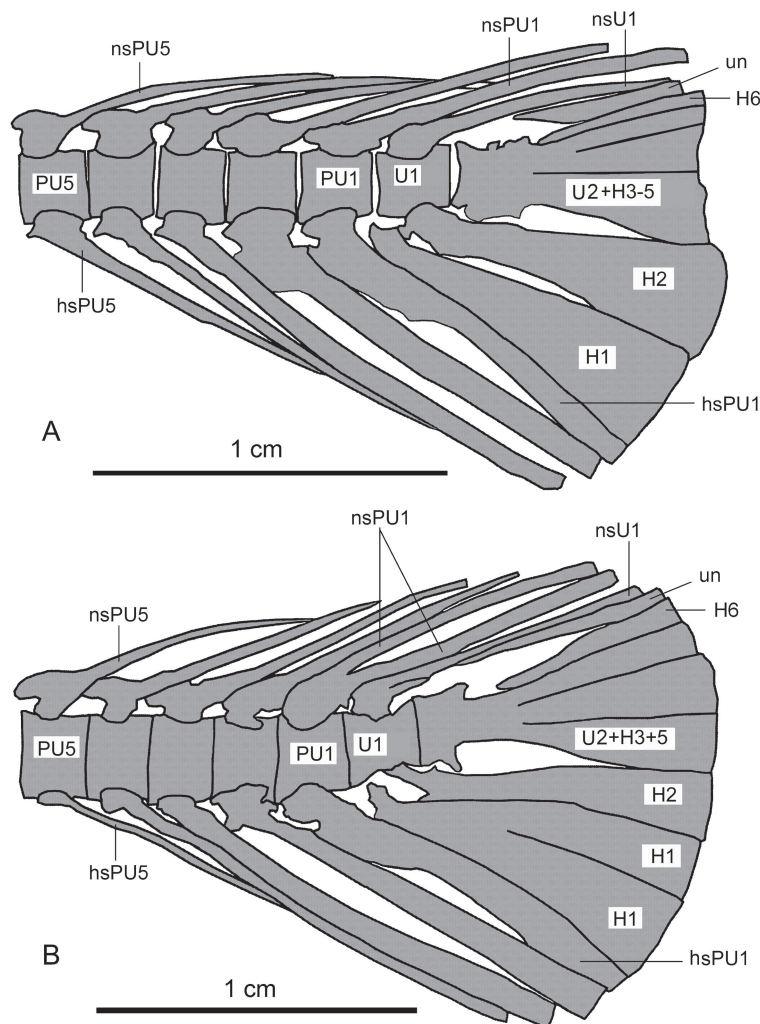 nsPU5
nsPU1
nsU1
un
H6
PU5
PU1
U1
U2+H3-5
H2
hsPU5
H1
hsPU1
A
1 cm
nsPU1
nsU1
un
nsPU5
H6
PU5
PU1
U1
U2+H3+5
H2
H1
hsPU5
H1
hsPU1
B
1 cm